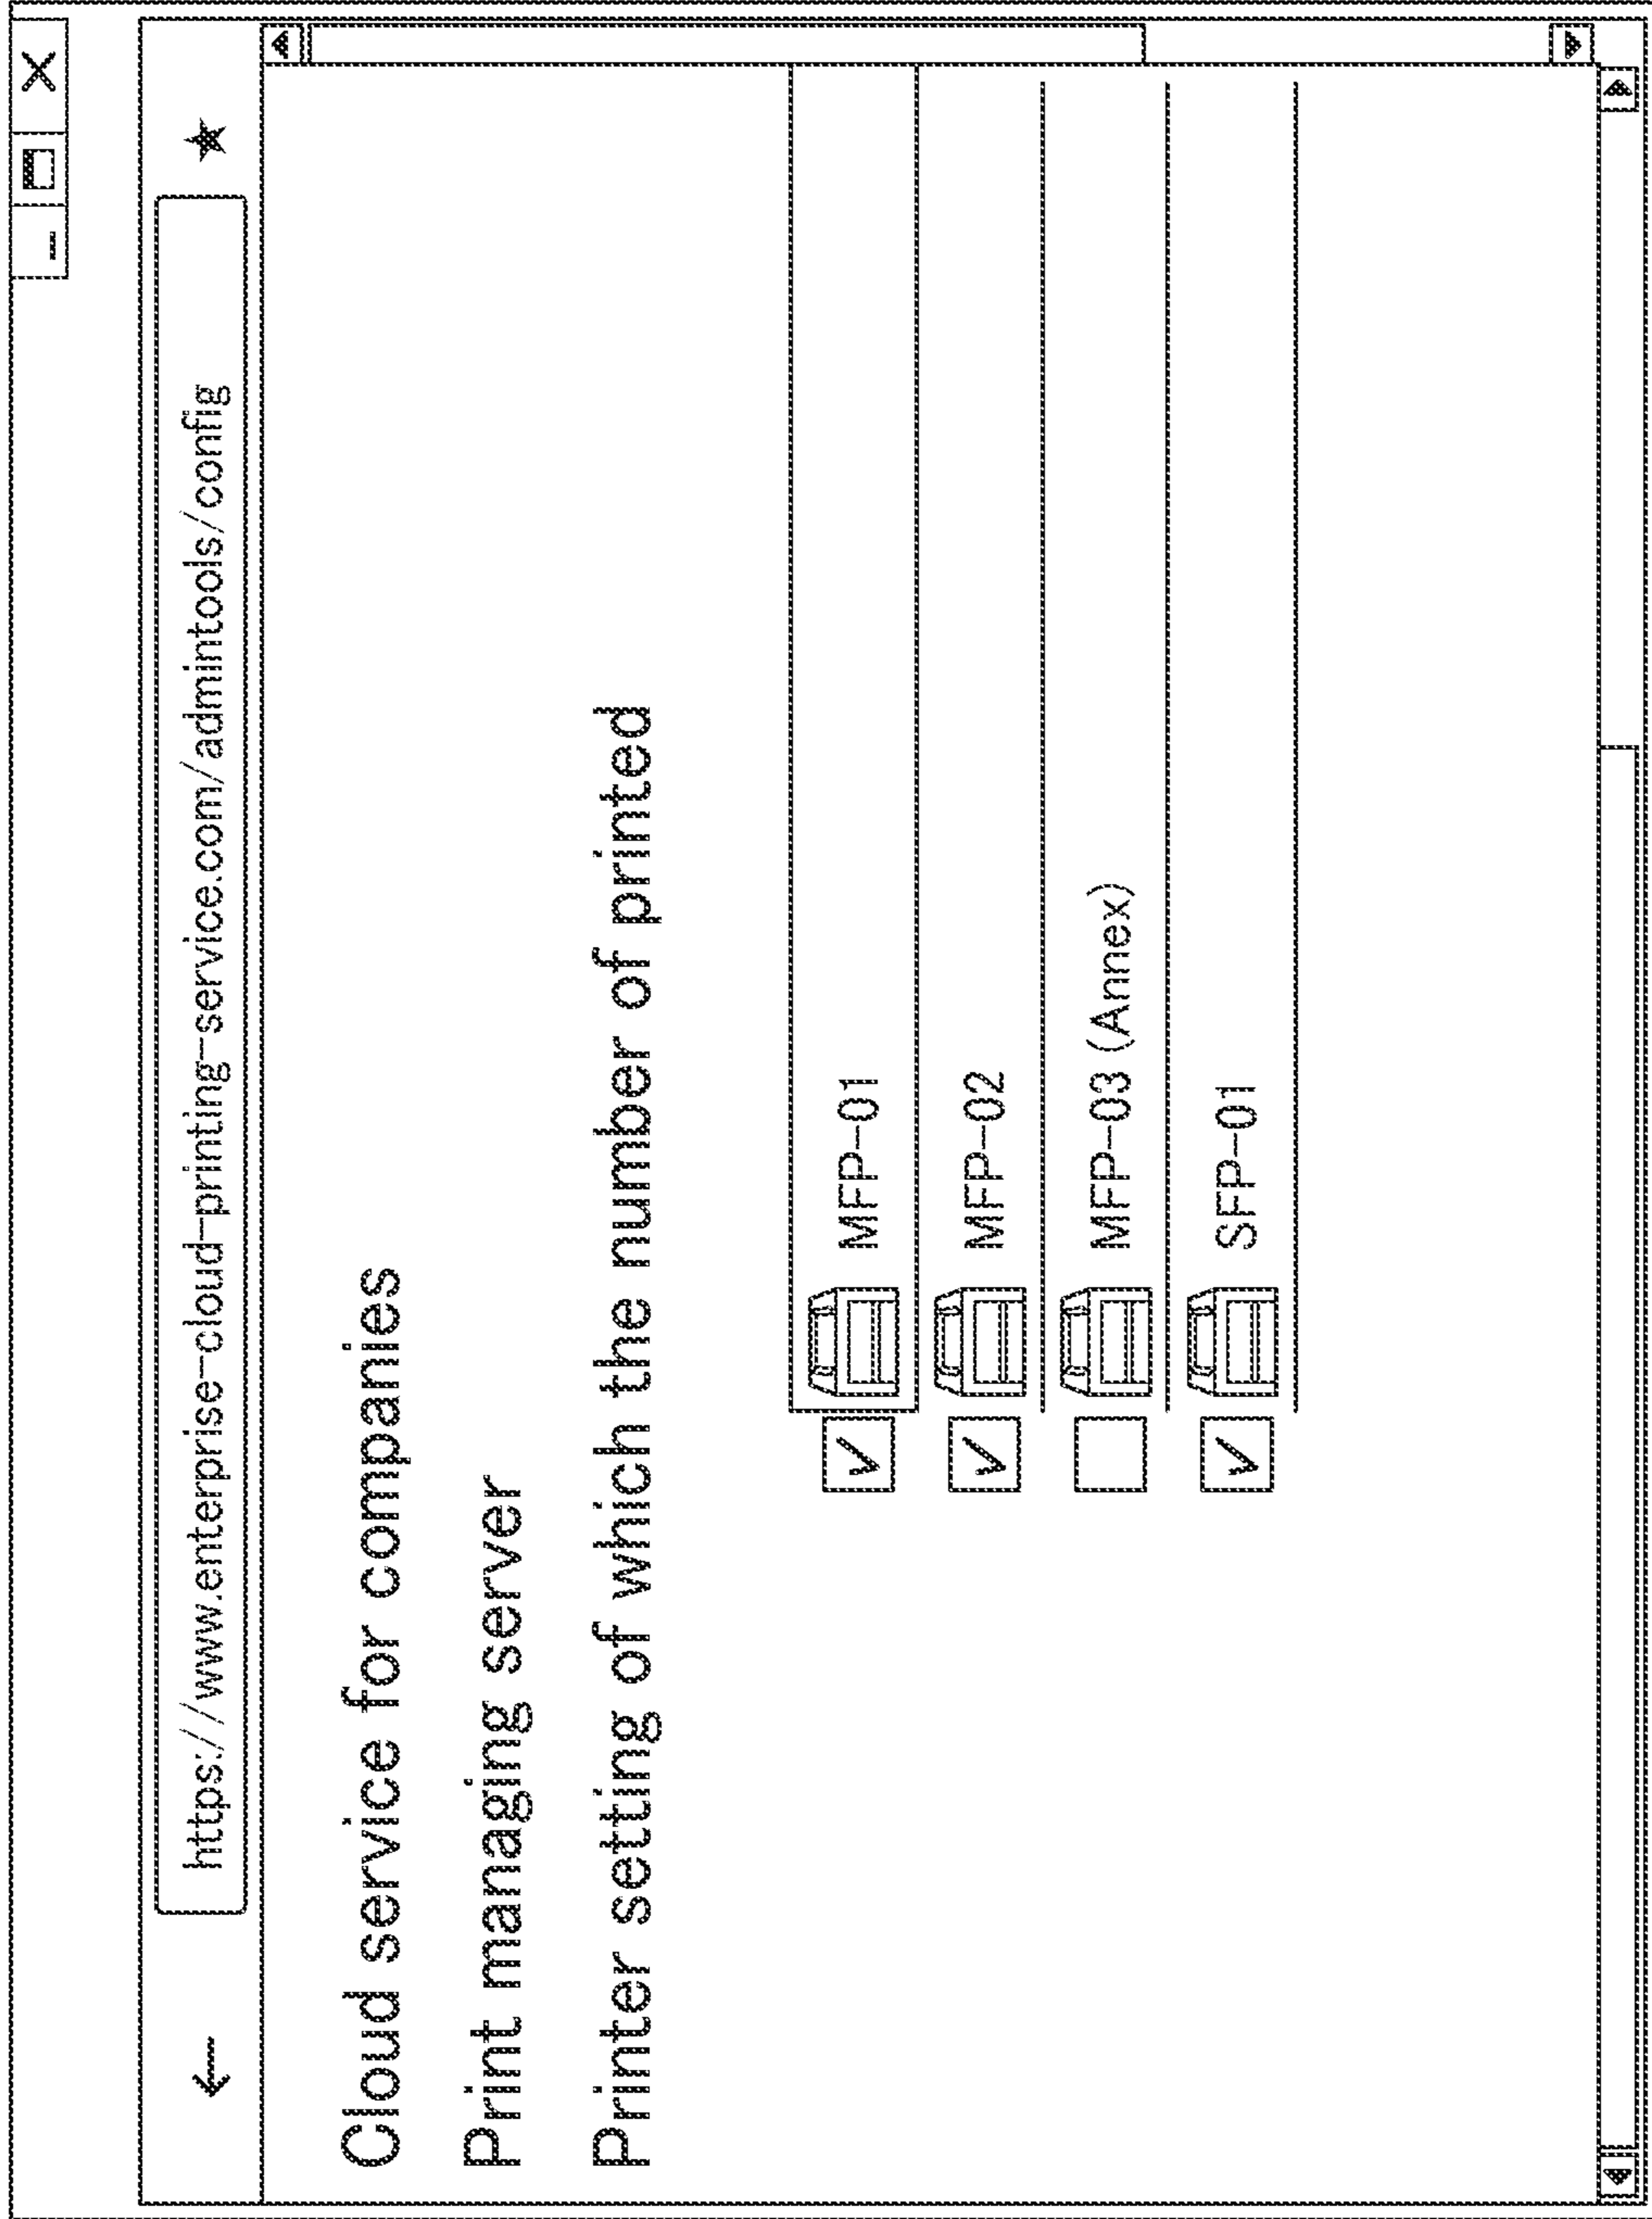 https://www.enterprise-cloud-printing-service.com/admintools/config
Cloud service for companies
Print managing server
Printer setting of which the number of printed
MFP-01
MFP-02
MFP-03 (Annex)
SFP-01